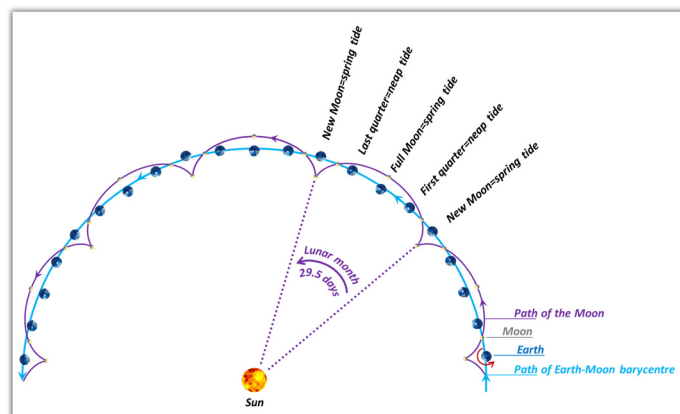 New Moon=spring tide
Last quarter=neap tide
Full Moon=spring tide
First quarter=neap tide
New Moon=spring tide
Lunar month
29.5 days
Path of the Moon
Moon
Earth
Path of Earth-Moon barycentre
Sun